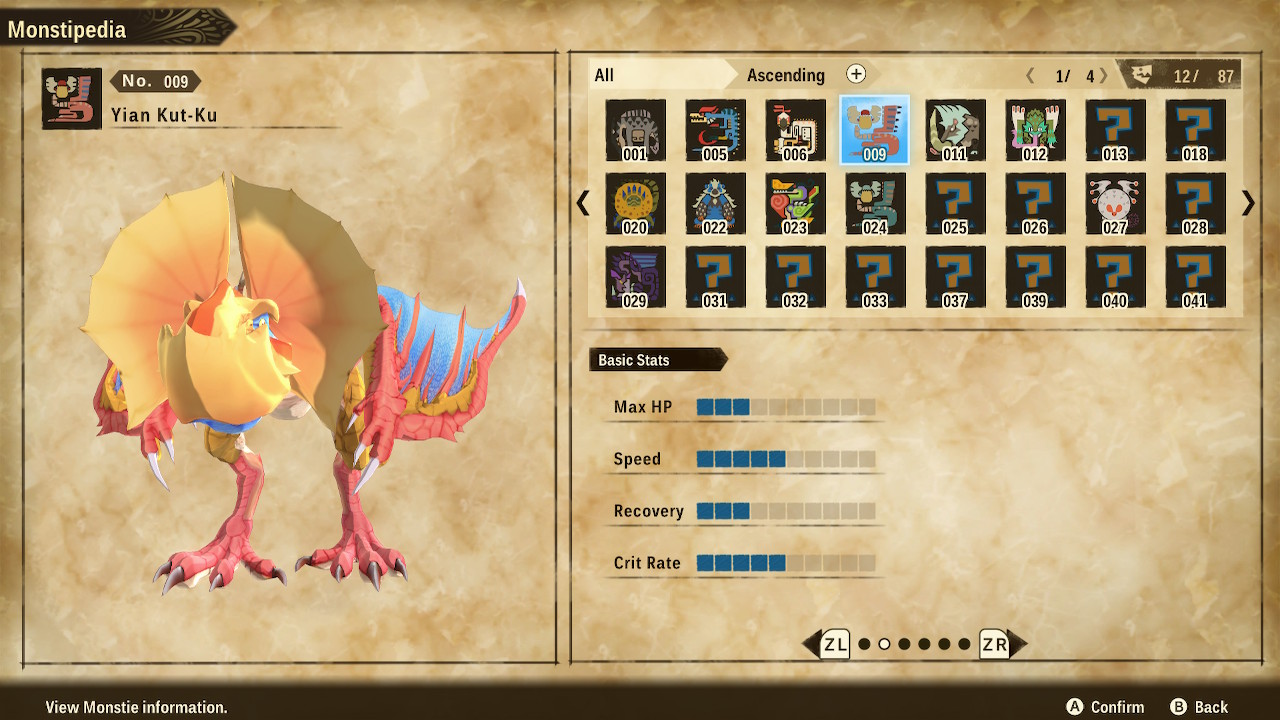 Monstipedia
No. 009
Yian Kut-Ku
All
Ascending
1/ 4
12/ 87
001 005 006 009 011 012 013 018
020 022 023 024 025 026 027 028
029 031 032 033 037 039 040 041
Basic Stats
Max HP
Speed
Recovery
Crit Rate
ZL ZR
View Monstie information.
A Confirm B Back